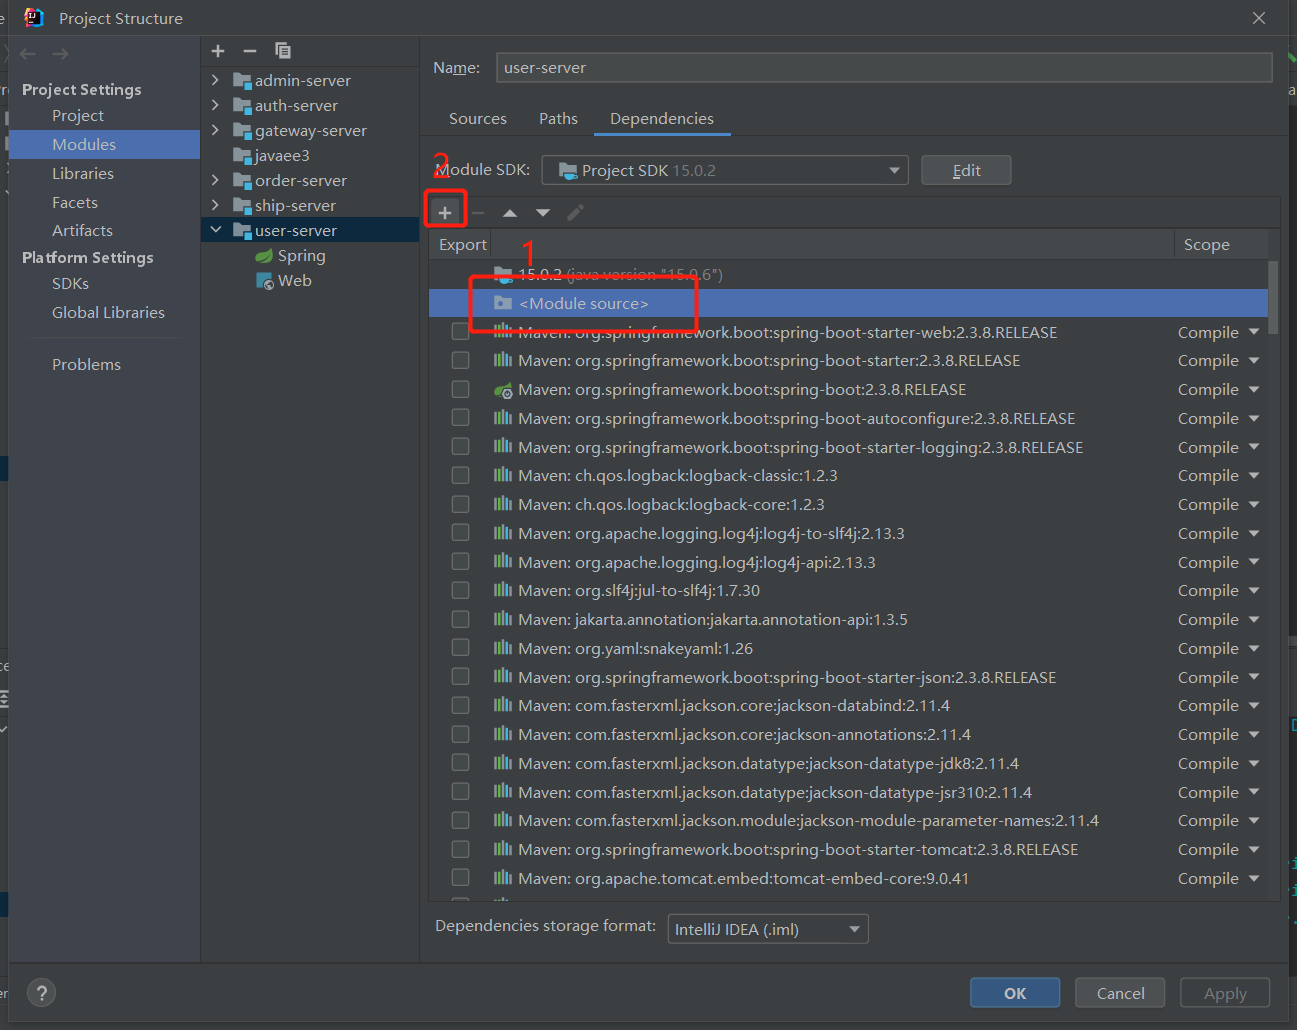 Project Structure
Project Settings
Project
Modules
Libraries
Facets
Artifacts
Platform Settings
SDKs
Global Libraries
Problems
admin-server
auth-server
gateway-server
javaee3
order-server
ship-server
user-server
Spring
Web
Name: user-server
Sources Paths Dependencies
2
Module SDK: Project SDK 15.0.2 Edit
Export Scope
1
15.0.2 (java version "15.0.6")
<Module source>
Maven: org.springframework.boot:spring-boot-starter-web:2.3.8.RELEASE Compile
Maven: org.springframework.boot:spring-boot-starter:2.3.8.RELEASE Compile
Maven: org.springframework.boot:spring-boot:2.3.8.RELEASE Compile
Maven: org.springframework.boot:spring-boot-autoconfigure:2.3.8.RELEASE Compile
Maven: org.springframework.boot:spring-boot-starter-logging:2.3.8.RELEASE Compile
Maven: ch.qos.logback:logback-classic:1.2.3 Compile
Maven: ch.qos.logback:logback-core:1.2.3 Compile
Maven: org.apache.logging.log4j:log4j-to-slf4j:2.13.3 Compile
Maven: org.apache.logging.log4j:log4j-api:2.13.3 Compile
Maven: org.slf4j:jul-to-slf4j:1.7.30 Compile
Maven: jakarta.annotation:jakarta.annotation-api:1.3.5 Compile
Maven: org.yaml:snakeyaml:1.26 Compile
Maven: org.springframework.boot:spring-boot-starter-json:2.3.8.RELEASE Compile
Maven: com.fasterxml.jackson.core:jackson-databind:2.11.4 Compile
Maven: com.fasterxml.jackson.core:jackson-annotations:2.11.4 Compile
Maven: com.fasterxml.jackson.datatype:jackson-datatype-jdk8:2.11.4 Compile
Maven: com.fasterxml.jackson.datatype:jackson-datatype-jsr310:2.11.4 Compile
Maven: com.fasterxml.jackson.module:jackson-module-parameter-names:2.11.4 Compile
Maven: org.springframework.boot:spring-boot-starter-tomcat:2.3.8.RELEASE Compile
Maven: org.apache.tomcat.embed:tomcat-embed-core:9.0.41 Compile
Dependencies storage format: IntelliJ IDEA (.iml)
? OK Cancel Apply